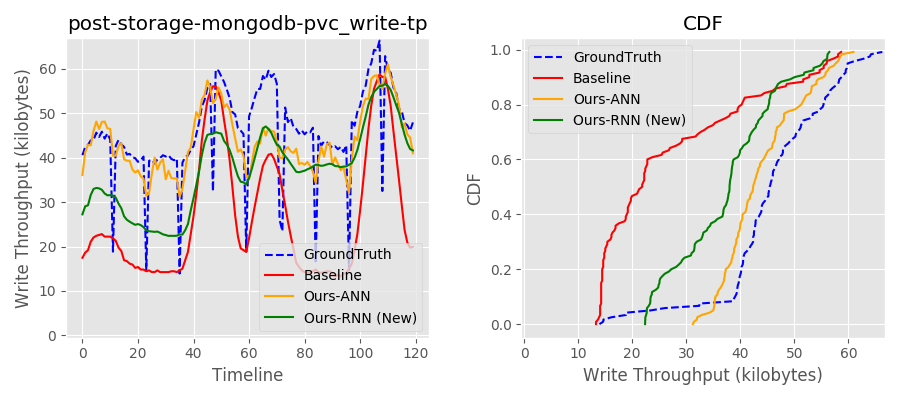 post-storage-mongodb-pvc_write-tp
Write Throughput (kilobytes)
60
50
40
30
20
10
0
GroundTruth
Baseline
Ours-ANN
Ours-RNN (New)
0 20 40 60 80 100 120
Timeline
CDF
CDF
1.0
0.8
0.6
0.4
0.2
0.0
GroundTruth
Baseline
Ours-ANN
Ours-RNN (New)
0 10 20 30 40 50 60
Write Throughput (kilobytes)